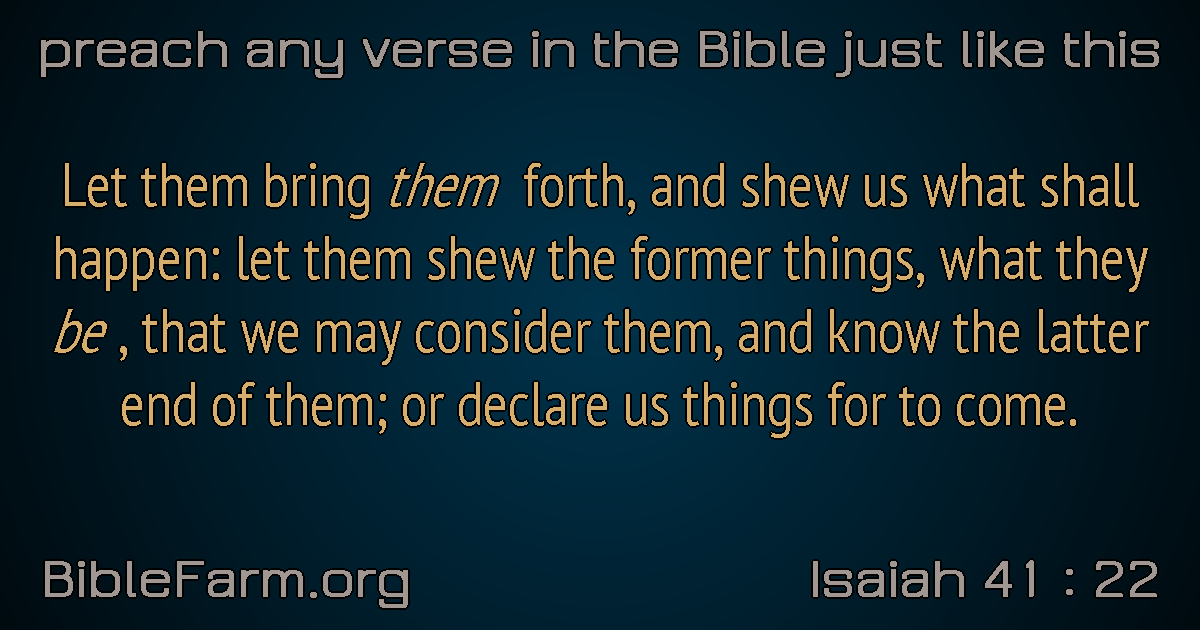 preach any verse in the Bible just like this
Let them bring them forth, and shew us what shall
happen: let them shew the former things, what they
be , that we may consider them, and know the latter
end of them; or declare us things for to come.
BibleFarm.org
Isaiah 41 : 22